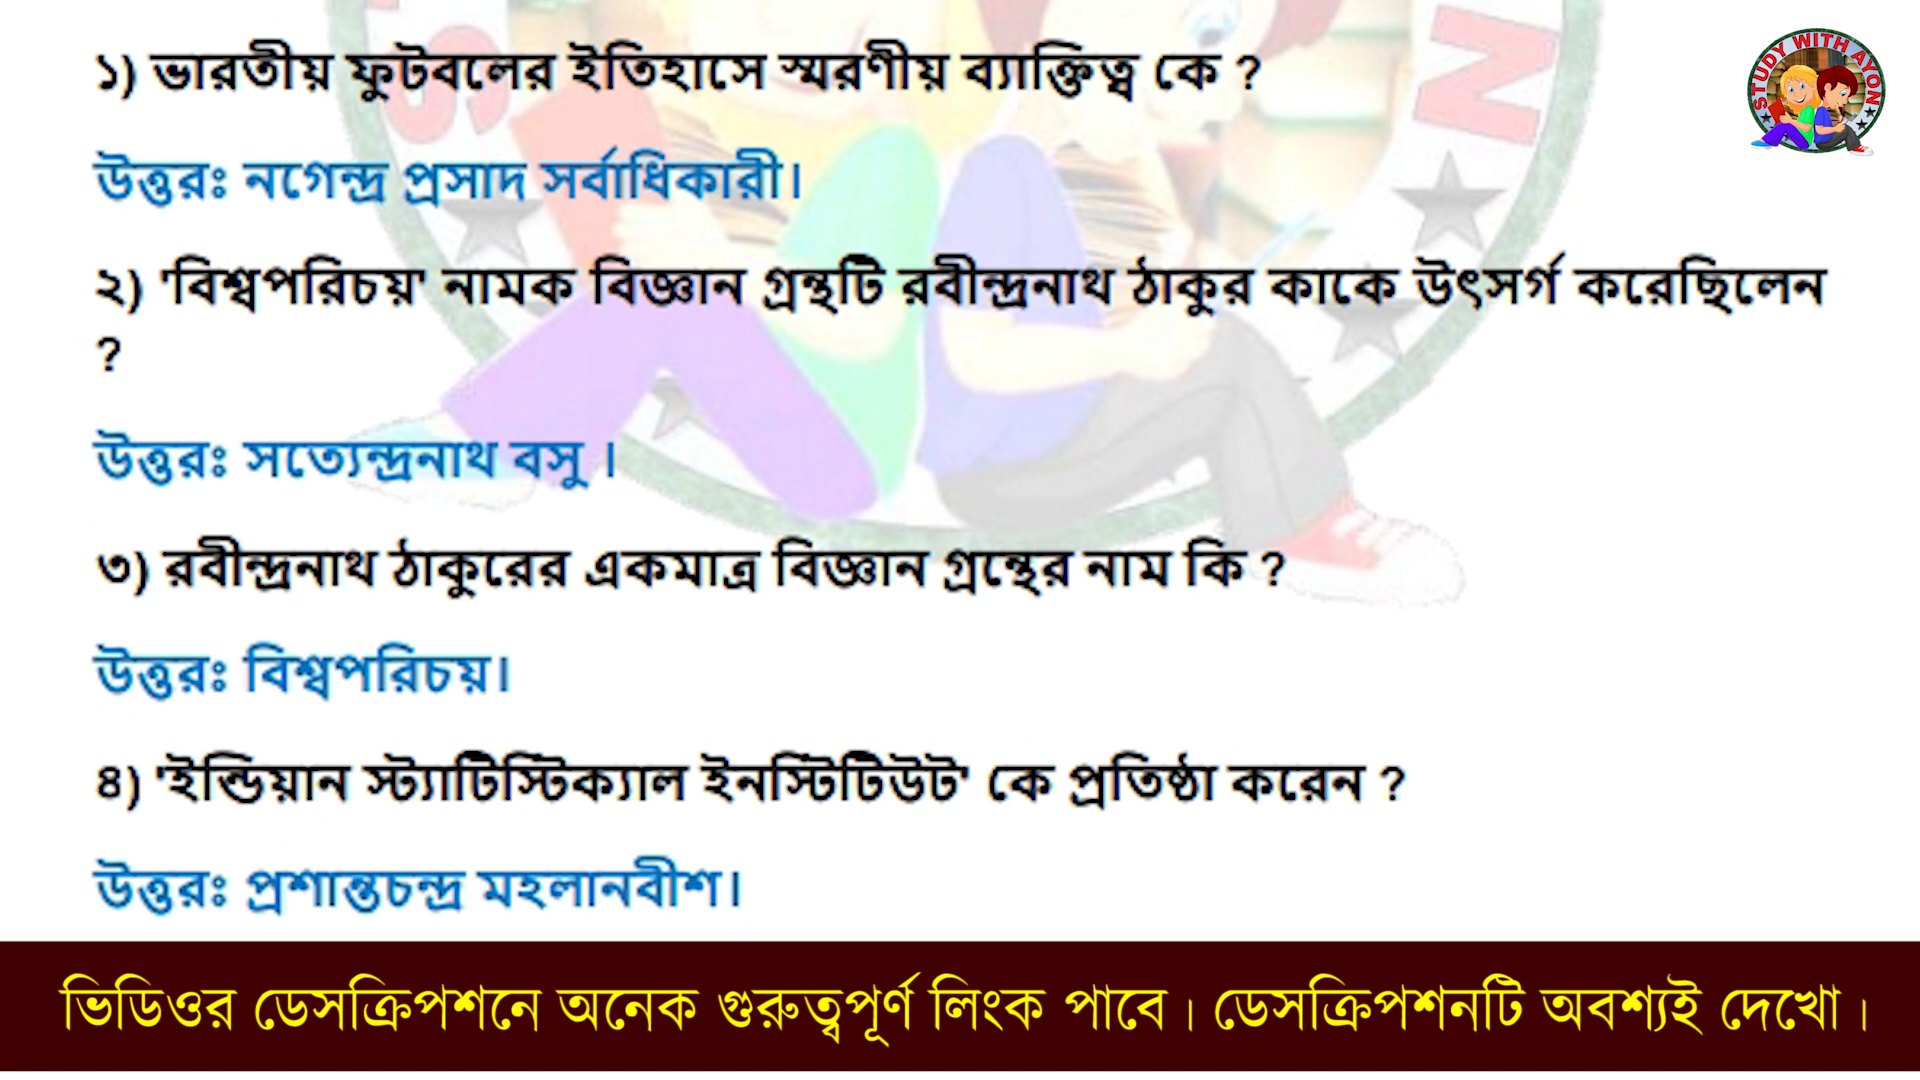 STUDY WITH AYON
১) ভারতীয় ফুটবলের ইতিহাসে স্মরণীয় ব্যাক্তিত্ব কে ?
উত্তরঃ নগেন্দ্র প্রসাদ সর্বাধিকারী।
২) 'বিশ্বপরিচয়' নামক বিজ্ঞান গ্রন্থটি রবীন্দ্রনাথ ঠাকুর কাকে উৎসর্গ করেছিলেন
?
উত্তরঃ সত্যেন্দ্রনাথ বসু ।
৩) রবীন্দ্রনাথ ঠাকুরের একমাত্র বিজ্ঞান গ্রন্থের নাম কি ?
উত্তরঃ বিশ্বপরিচয়।
৪) 'ইন্ডিয়ান স্ট্যাটিস্টিক্যাল ইনস্টিটিউট' কে প্রতিষ্ঠা করেন ?
উত্তরঃ প্রশান্তচন্দ্র মহলানবীশ।
ভিডিওর ডেসক্রিপশনে অনেক গুরুত্বপূর্ণ লিংক পাবে। ডেসক্রিপশনটি অবশ্যই দেখো।